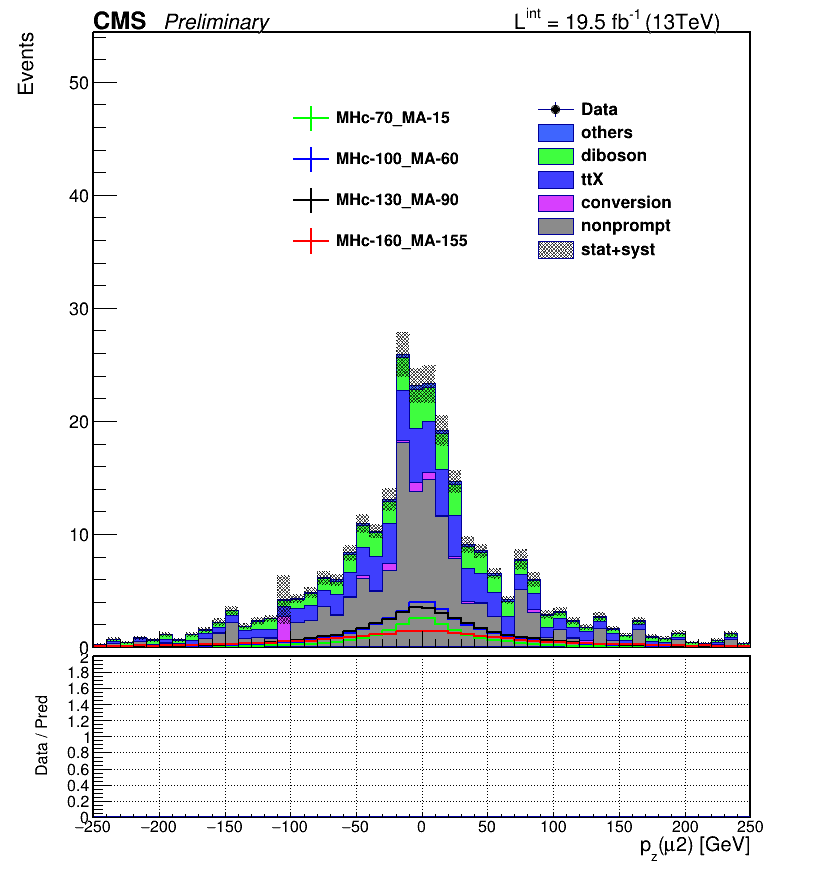 CMS Preliminary L^int = 19.5 fb^-1 (13TeV)
Events
50
40
30
20
10
0
MHc-70_MA-15
MHc-100_MA-60
MHc-130_MA-90
MHc-160_MA-155
Data
others
diboson
ttX
conversion
nonprompt
stat+syst
Data / Pred
2
1.8
1.6
1.4
1.2
1
0.8
0.6
0.4
0.2
0
−250 −200 −150 −100 −50 0 50 100 150 200 250
p_z(μ2) [GeV]